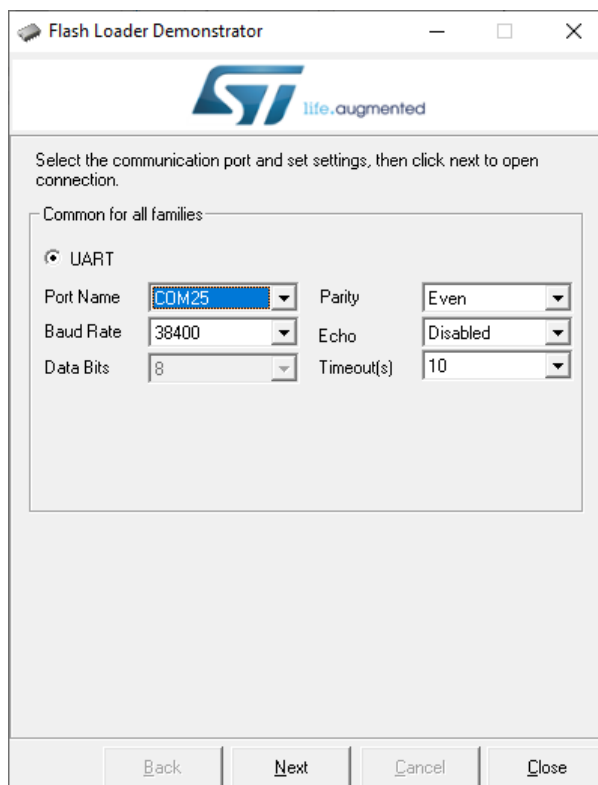 Flash Loader Demonstrator
ST life.augmented
Select the communication port and set settings, then click next to open
connection.
Common for all families
UART
Port Name COM25 Parity Even
Baud Rate 38400 Echo Disabled
Data Bits 8 Timeout(s) 10
Back Next Cancel Close